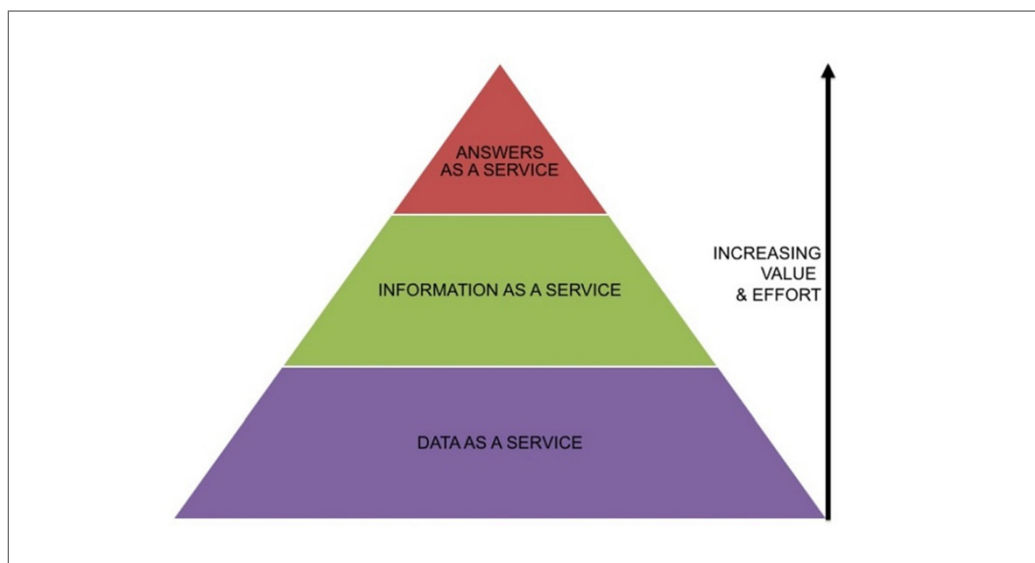 ANSWERS
AS A SERVICE
INCREASING
VALUE
& EFFORT
INFORMATION AS A SERVICE
DATA AS A SERVICE